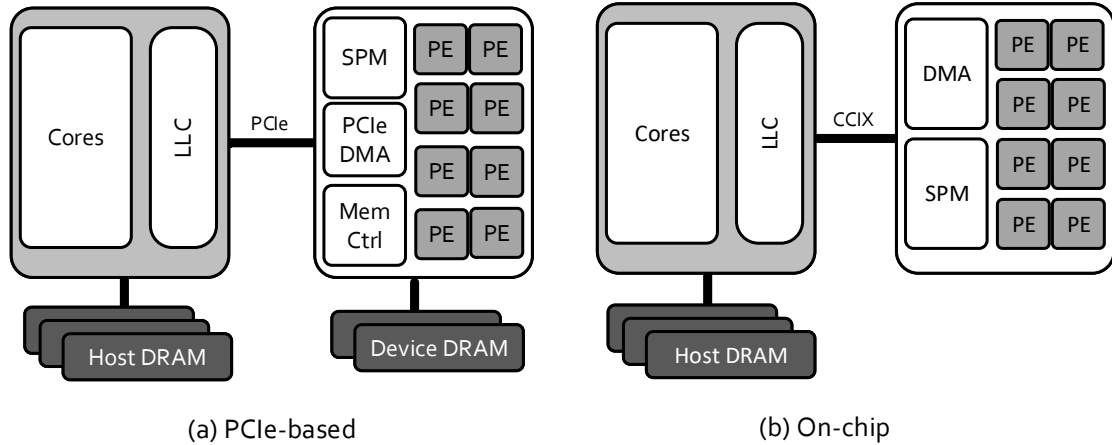 Cores
LLC
PCIe
SPM
PCIe
DMA
Mem
Ctrl
PE PE
PE PE
PE PE
PE PE
Host DRAM
Device DRAM
(a) PCIe-based
Cores
LLC
CCIX
DMA
SPM
PE PE
PE PE
PE PE
PE PE
Host DRAM
(b) On-chip